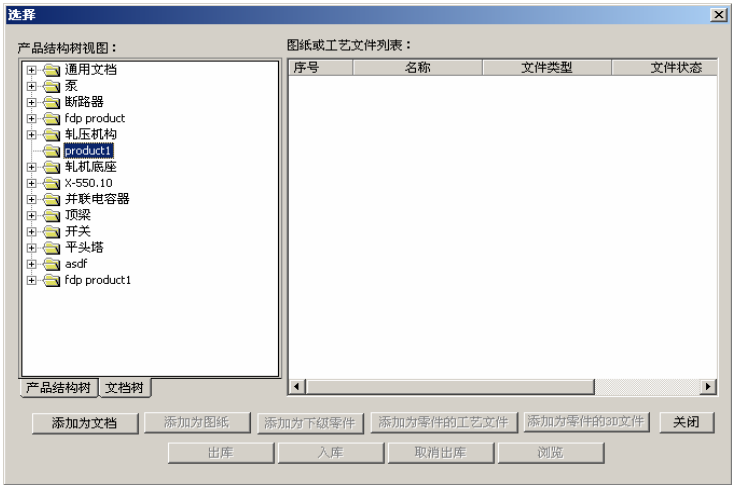 选择
产品结构树视图：
图纸或工艺文件列表：
序号 名称 文件类型 文件状态
通用文档
泵
断路器
fdp product
轧压机构
product1
轧机底座
X-550.10
并联电容器
顶梁
开关
平头塔
asdf
fdp product1
产品结构树 文档树
添加为文档 添加为图纸 添加为下级零件 添加为零件的工艺文件 添加为零件的3D文件 关闭
出库 入库 取消出库 浏览